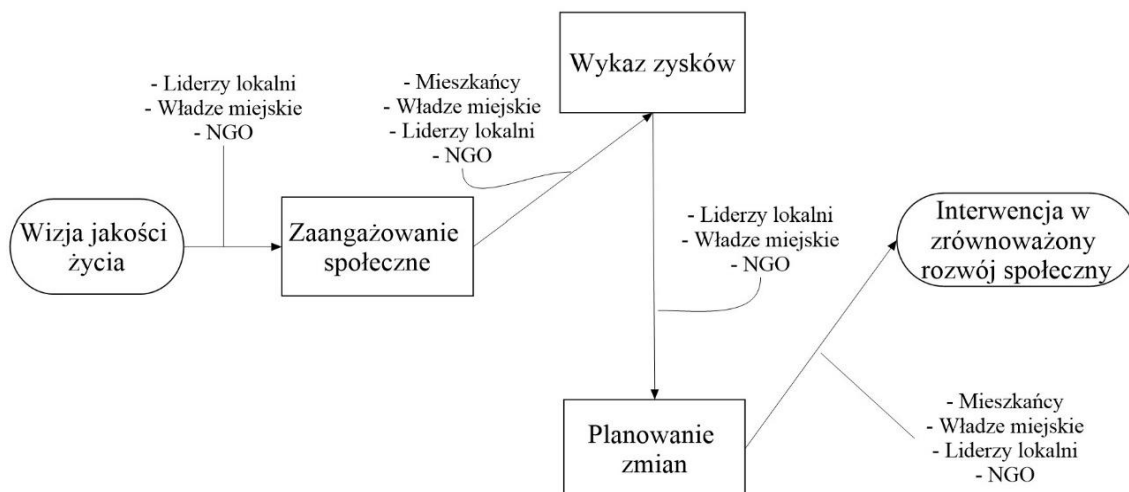 - Liderzy lokalni
- Władze miejskie
- NGO
- Mieszkańcy
- Władze miejskie
- Liderzy lokalni
- NGO
Wykaz zysków
Wizja jakości
życia
Zaangażowanie
społeczne
- Liderzy lokalni
- Władze miejskie
- NGO
Interwencja w
zrównoważony
rozwój społeczny
Planowanie
zmian
- Mieszkańcy
- Władze miejskie
- Liderzy lokalni
- NGO